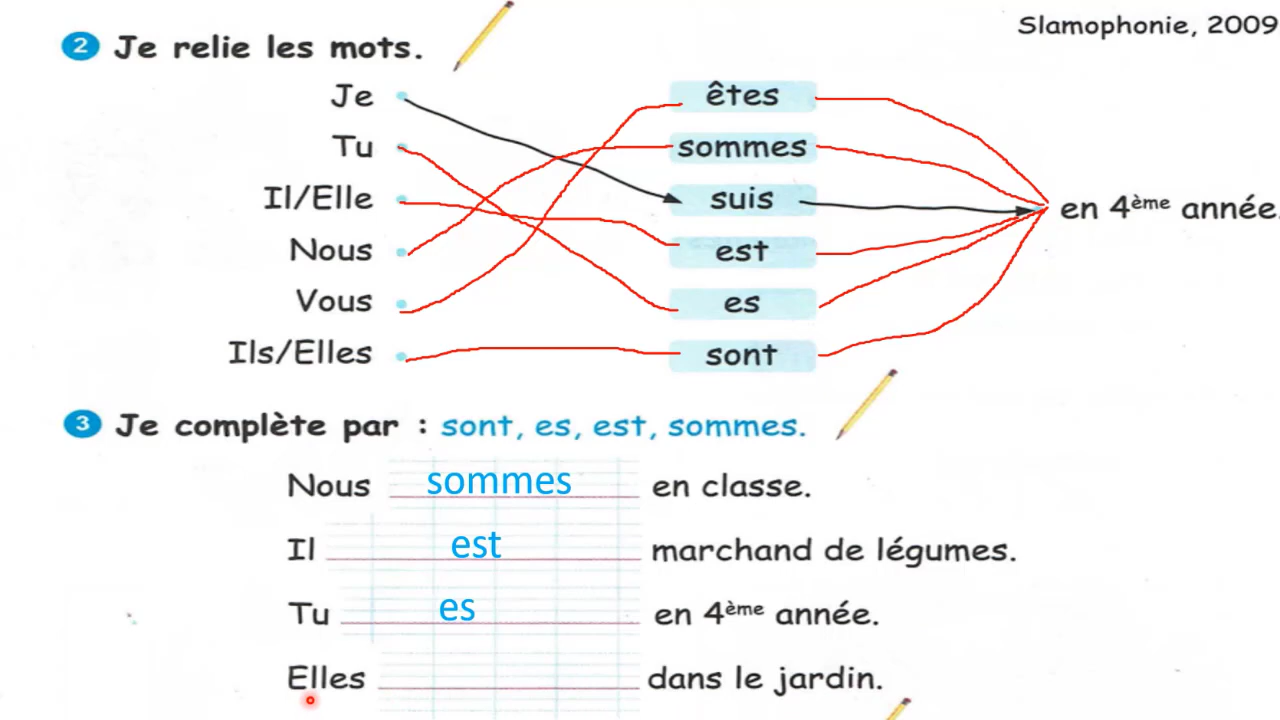 Slamophonie, 2009
2 Je relie les mots.
Je êtes
Tu sommes
Il/Elle suis en 4ème année.
Nous est
Vous es
Ils/Elles sont
3 Je complète par : sont, es, est, sommes.
Nous sommes en classe.
Il est marchand de légumes.
Tu es en 4ème année.
Elles dans le jardin.